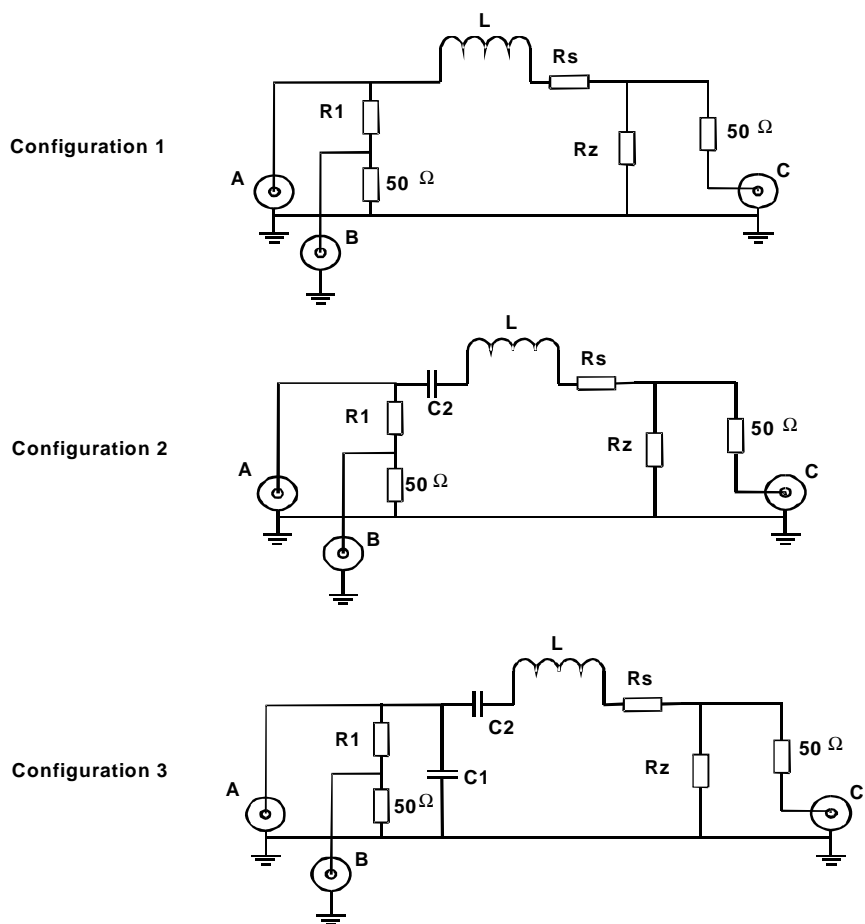 L
Rs
R1
50 Ω
Configuration 1
Rz
A
50 Ω
C
B
L
Rs
C2
R1
50 Ω
Configuration 2
Rz
A
50 Ω
C
B
L
Rs
C2
R1
50 Ω
Configuration 3
C1
Rz
A
50Ω
C
B